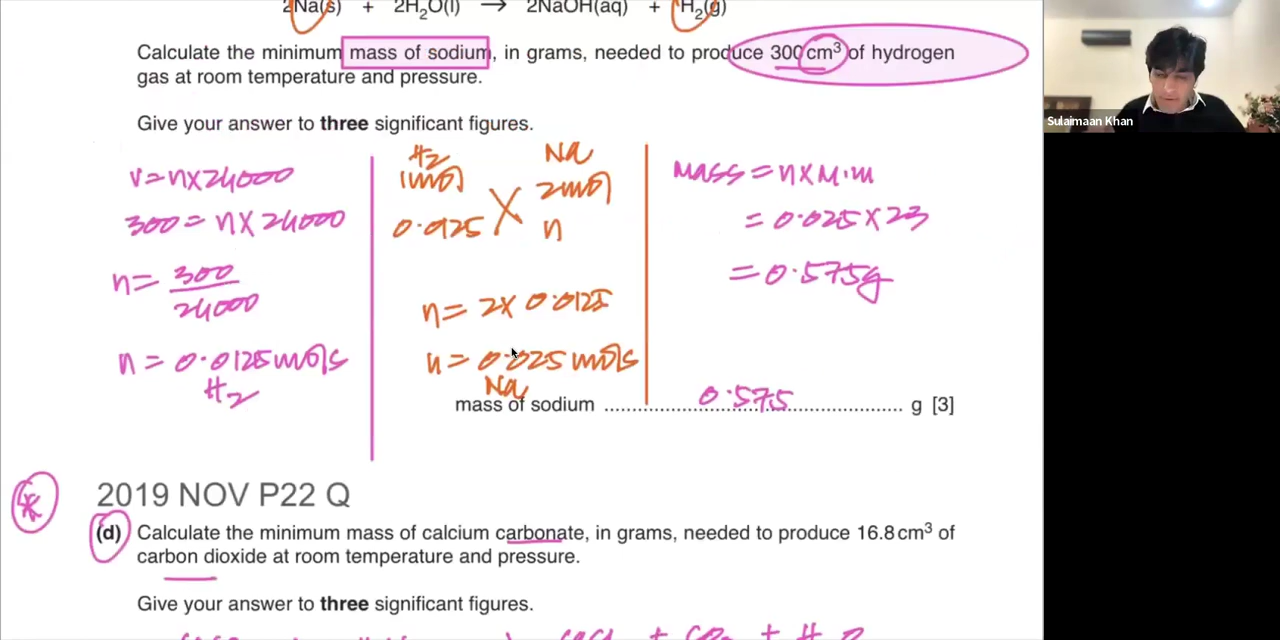 2Na(s) + 2H₂O(l) → 2NaOH(aq) + H₂(g)
Calculate the minimum mass of sodium, in grams, needed to produce 300 cm³ of hydrogen
gas at room temperature and pressure.
Give your answer to three significant figures.
V = n x 24000
300 = n x 24000
n = 300
24000
n = 0.0125 mols
H2
H2
Na
1mol
2mol
0.0125
n
n = 2 x 0.0125
n = 0.025 mols
Na
Mass = n x Mr
= 0.025 x 23
= 0.575g
mass of sodium ........ 0.575 ........ g [3]
2019 NOV P22 Q
(d) Calculate the minimum mass of calcium carbonate, in grams, needed to produce 16.8 cm³ of
carbon dioxide at room temperature and pressure.
Give your answer to three significant figures.
Sulaimaan Khan